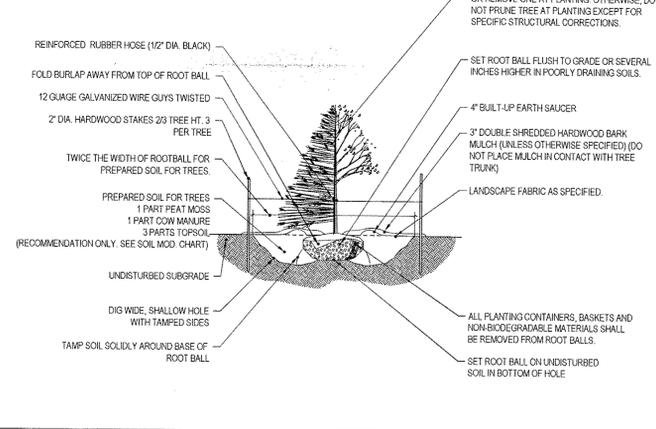 OR REMOVE ONE AT PLANTING. OTHERWISE, DO
NOT PRUNE TREE AT PLANTING EXCEPT FOR
SPECIFIC STRUCTURAL CORRECTIONS.
REINFORCED RUBBER HOSE (1/2" DIA. BLACK)
FOLD BURLAP AWAY FROM TOP OF ROOT BALL
12 GUAGE GALVANIZED WIRE GUYS TWISTED
2" DIA. HARDWOOD STAKES 2/3 TREE HT. 3
PER TREE
TWICE THE WIDTH OF ROOTBALL FOR
PREPARED SOIL FOR TREES.
PREPARED SOIL FOR TREES
1 PART PEAT MOSS
1 PART COW MANURE
3 PARTS TOPSOIL
(RECOMMENDATION ONLY. SEE SOIL MOD. CHART)
UNDISTURBED SUBGRADE
DIG WIDE, SHALLOW HOLE
WITH TAMPED SIDES
TAMP SOIL SOLIDLY AROUND BASE OF
ROOT BALL
SET ROOT BALL FLUSH TO GRADE OR SEVERAL
INCHES HIGHER IN POORLY DRAINING SOILS.
4" BUILT-UP EARTH SAUCER
3" DOUBLE SHREDDED HARDWOOD BARK
MULCH (UNLESS OTHERWISE SPECIFIED) (DO
NOT PLACE MULCH IN CONTACT WITH TREE
TRUNK)
LANDSCAPE FABRIC AS SPECIFIED.
ALL PLANTING CONTAINERS, BASKETS AND
NON-BIODEGRADABLE MATERIALS SHALL
BE REMOVED FROM ROOT BALLS.
SET ROOT BALL ON UNDISTURBED
SOIL IN BOTTOM OF HOLE